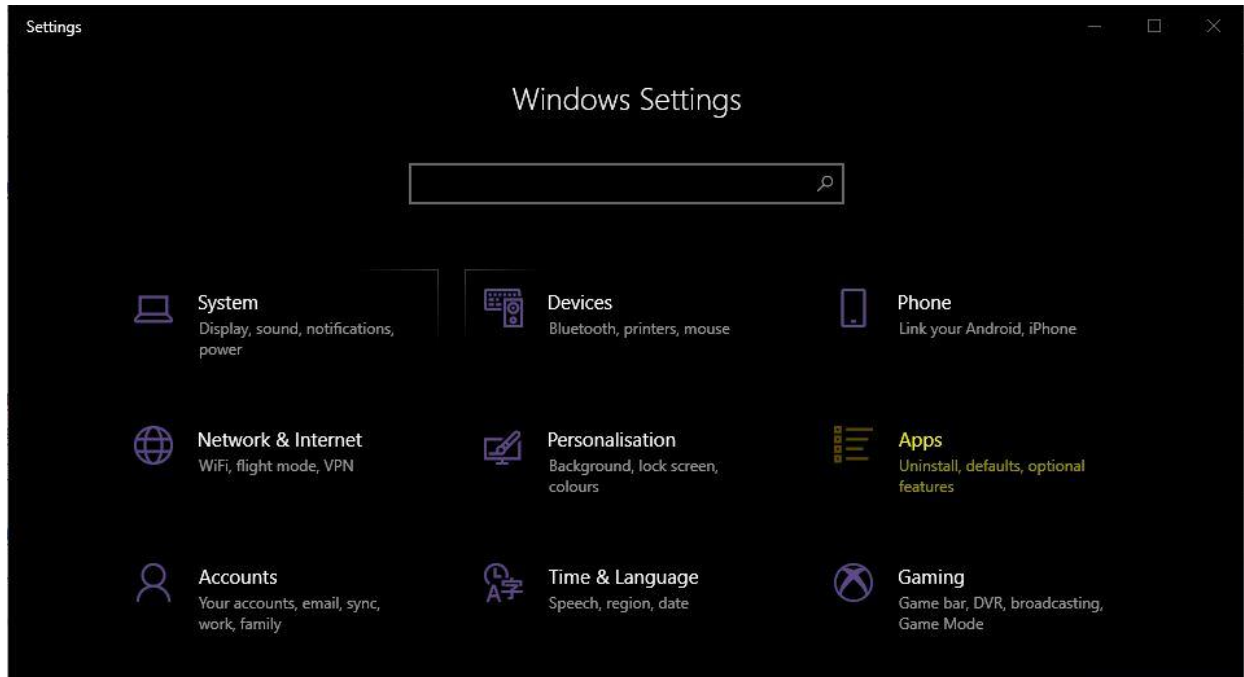 Settings
Windows Settings
System
Display, sound, notifications,
power
Devices
Bluetooth, printers, mouse
Phone
Link your Android, iPhone
Network & Internet
WiFi, flight mode, VPN
Personalisation
Background, lock screen,
colours
Apps
Uninstall, defaults, optional
features
Accounts
Your accounts, email, sync,
work, family
Time & Language
Speech, region, date
Gaming
Game bar, DVR, broadcasting,
Game Mode